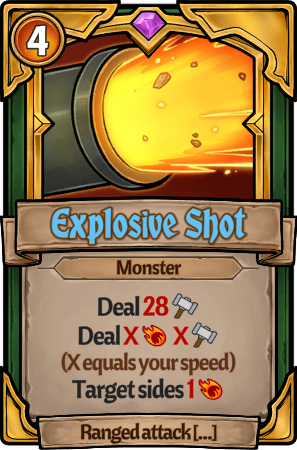 4
Explosive Shot
Monster
Deal 28
Deal X X
(X equals your speed)
Target sides 1
Ranged attack [...]